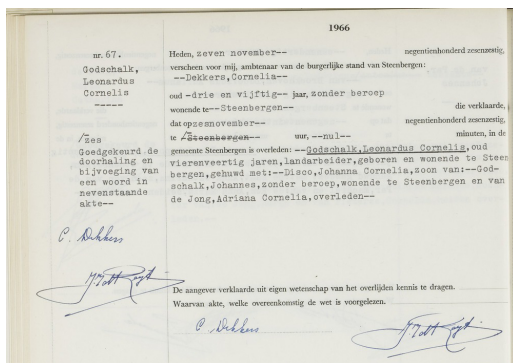 1966
nr. 67.
Godschalk,
Leonardus
Cornelis
-----
/zes
Goedgekeurd de
doorhaling en
bijvoeging van
een woord in
nevenstaande
akte--
C. Dekkers
Heden, zeven november-- negentienhonderd zesenzestig,
verscheen voor mij, ambtenaar van de burgerlijke stand van Steenbergen:
--Dekkers,Cornelia--
oud -drie en vijftig-- jaar, zonder beroep
wonende te--Steenbergen-- die verklaarde,
dat opzesnovember-- negentienhonderd zesenzestig,
te /Steenbergen-- uur, --nul-- minuten, in de
gemeente Steenbergen is overleden: --Godschalk,Leonardus Cornelis,oud
vierenveertig jaren,landarbeider,geboren en wonende te Steen
bergen,gehuwd met:--Disco,Johanna Cornelia,zoon van:--God-
schalk,Johannes,zonder beroep,wonende te Steenbergen en van
de Jong,Adriana Cornelia,overleden--
De aangever verklaarde uit eigen wetenschap van het overlijden kennis te dragen.
Waarvan akte, welke overeenkomstig de wet is voorgelezen.
C Dekkers